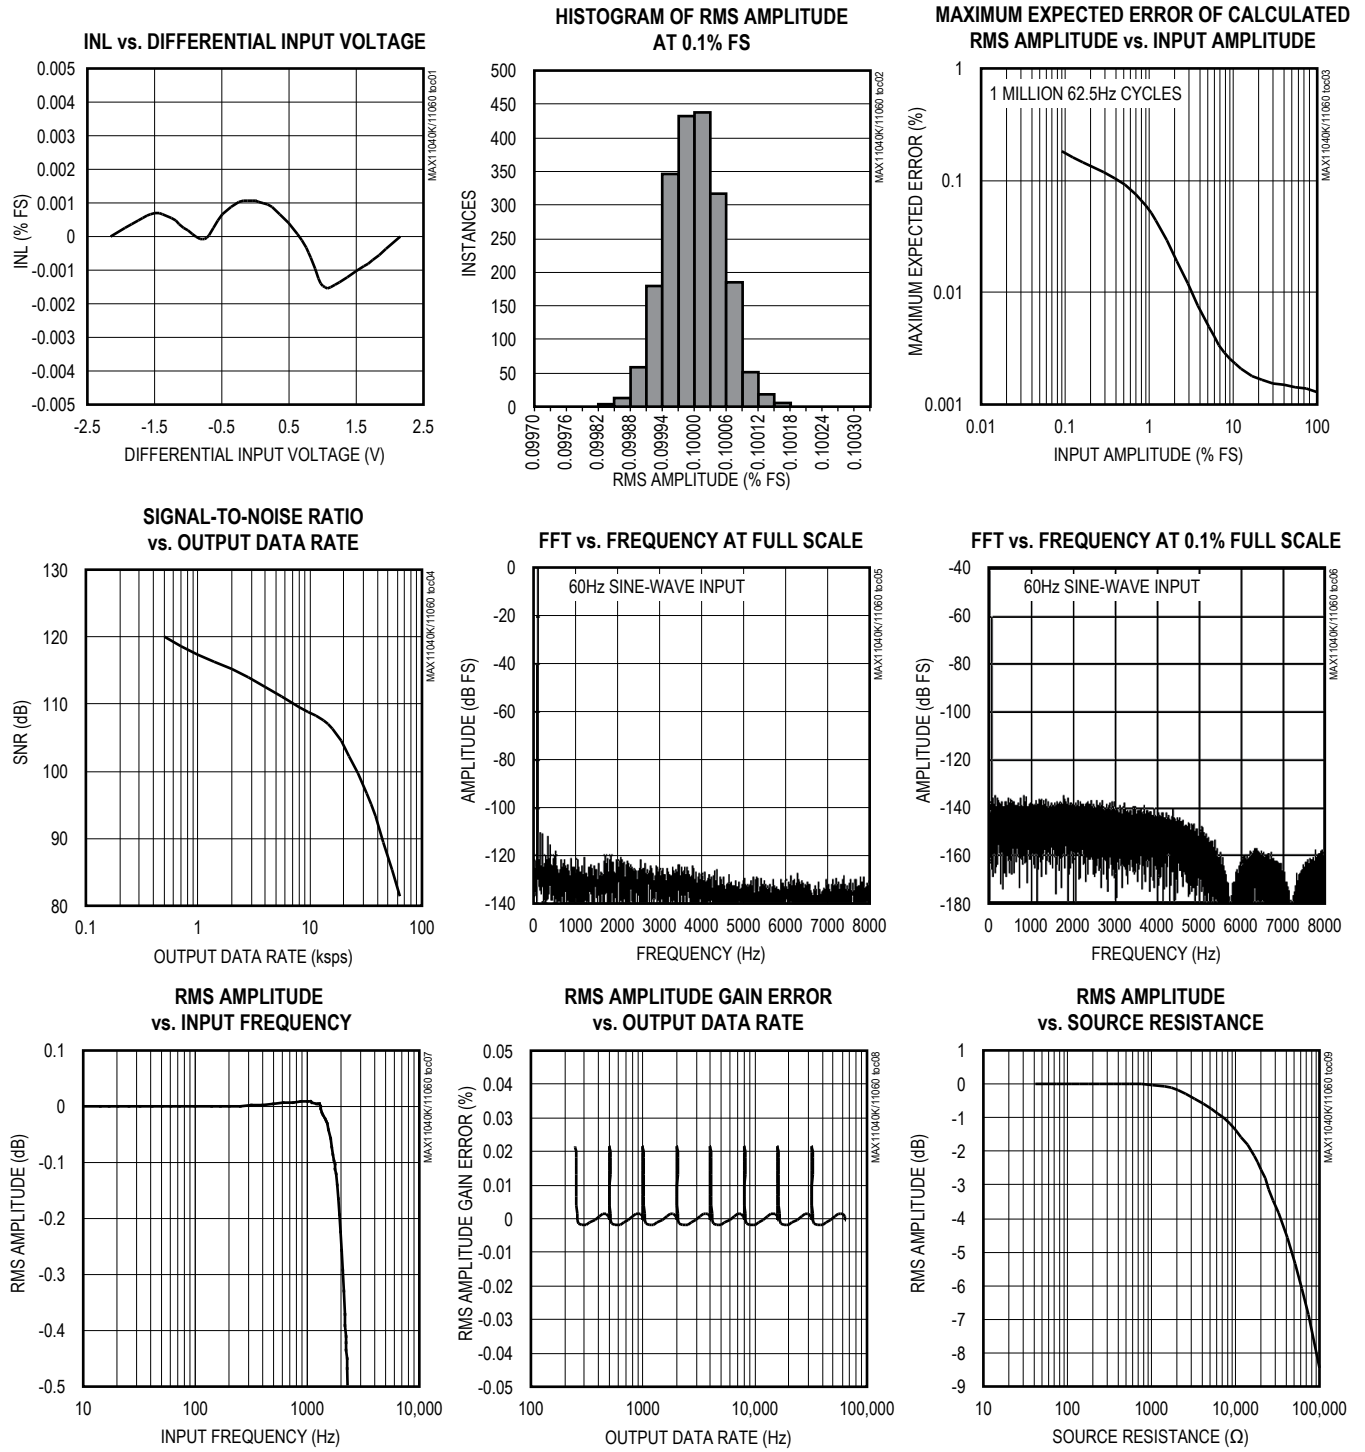 INL vs. DIFFERENTIAL INPUT VOLTAGE
MAX11040K/11060 toc01
INL (% FS)
0.005
0.004
0.003
0.002
0.001
0
-0.001
-0.002
-0.003
-0.004
-0.005
-2.5 -1.5 -0.5 0.5 1.5 2.5
DIFFERENTIAL INPUT VOLTAGE (V)
HISTOGRAM OF RMS AMPLITUDE
AT 0.1% FS
MAX11040K/11060 toc02
INSTANCES
500
450
400
350
300
250
200
150
100
50
0
0.09970 0.09976 0.09982 0.09988 0.09994 0.10000 0.10006 0.10012 0.10018 0.10024 0.10030
RMS AMPLITUDE (% FS)
MAXIMUM EXPECTED ERROR OF CALCULATED
RMS AMPLITUDE vs. INPUT AMPLITUDE
MAX11040K/11060 toc03
1 MILLION 62.5Hz CYCLES
MAXIMUM EXPECTED ERROR (%)
1
0.1
0.01
0.001
0.01 0.1 1 10 100
INPUT AMPLITUDE (% FS)
SIGNAL-TO-NOISE RATIO
vs. OUTPUT DATA RATE
MAX11040K/11060 toc04
SNR (dB)
130
120
110
100
90
80
0.1 1 10 100
OUTPUT DATA RATE (ksps)
FFT vs. FREQUENCY AT FULL SCALE
MAX11040K/11060 toc05
60Hz SINE-WAVE INPUT
AMPLITUDE (dB FS)
0
-20
-40
-60
-80
-100
-120
-140
0 1000 2000 3000 4000 5000 6000 7000 8000
FREQUENCY (Hz)
FFT vs. FREQUENCY AT 0.1% FULL SCALE
MAX11040K/11060 toc06
60Hz SINE-WAVE INPUT
AMPLITUDE (dB FS)
-40
-60
-80
-100
-120
-140
-160
-180
0 1000 2000 3000 4000 5000 6000 7000 8000
FREQUENCY (Hz)
RMS AMPLITUDE
vs. INPUT FREQUENCY
MAX11040K/11060 toc07
RMS AMPLITUDE (dB)
0.1
0
-0.1
-0.2
-0.3
-0.4
-0.5
10 100 1000 10,000
INPUT FREQUENCY (Hz)
RMS AMPLITUDE GAIN ERROR
vs. OUTPUT DATA RATE
MAX11040K/11060 toc08
RMS AMPLITUDE GAIN ERROR (%)
0.05
0.04
0.03
0.02
0.01
0
-0.01
-0.02
-0.03
-0.04
-0.05
100 1000 10,000 100,000
OUTPUT DATA RATE (Hz)
RMS AMPLITUDE
vs. SOURCE RESISTANCE
MAX11040K/11060 toc09
RMS AMPLITUDE (dB)
1
0
-1
-2
-3
-4
-5
-6
-7
-8
-9
10 100 1000 10,000 100,000
SOURCE RESISTANCE (Ω)